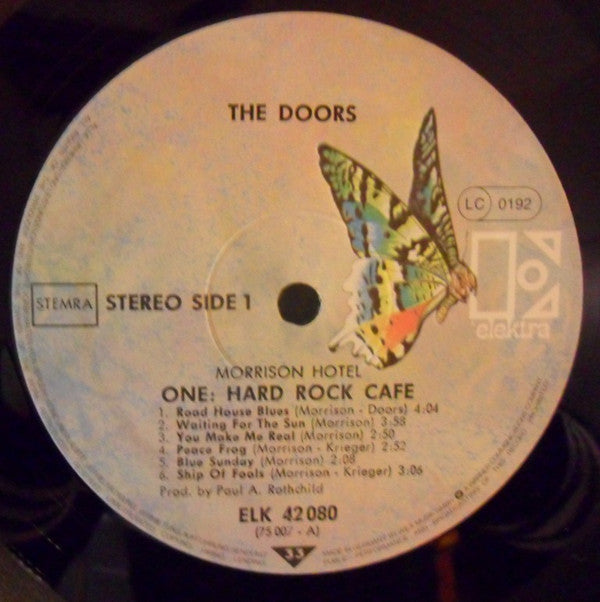 THE DOORS
LC 0192
elektra
STEMRA STEREO SIDE 1
MORRISON HOTEL
ONE: HARD ROCK CAFE
1. Road House Blues (Morrison - Doors) 4:04
2. Waiting For The Sun (Morrison) 3:58
3. You Make Me Real (Morrison) 2:50
4. Peace Frog (Morrison - Krieger) 2:52
5. Blue Sunday (Morrison) 2:08
6. Ship Of Fools (Morrison - Krieger) 3:06
Prod. by Paul A. Rothchild
ELK 42 080
(75 007 - A)
33